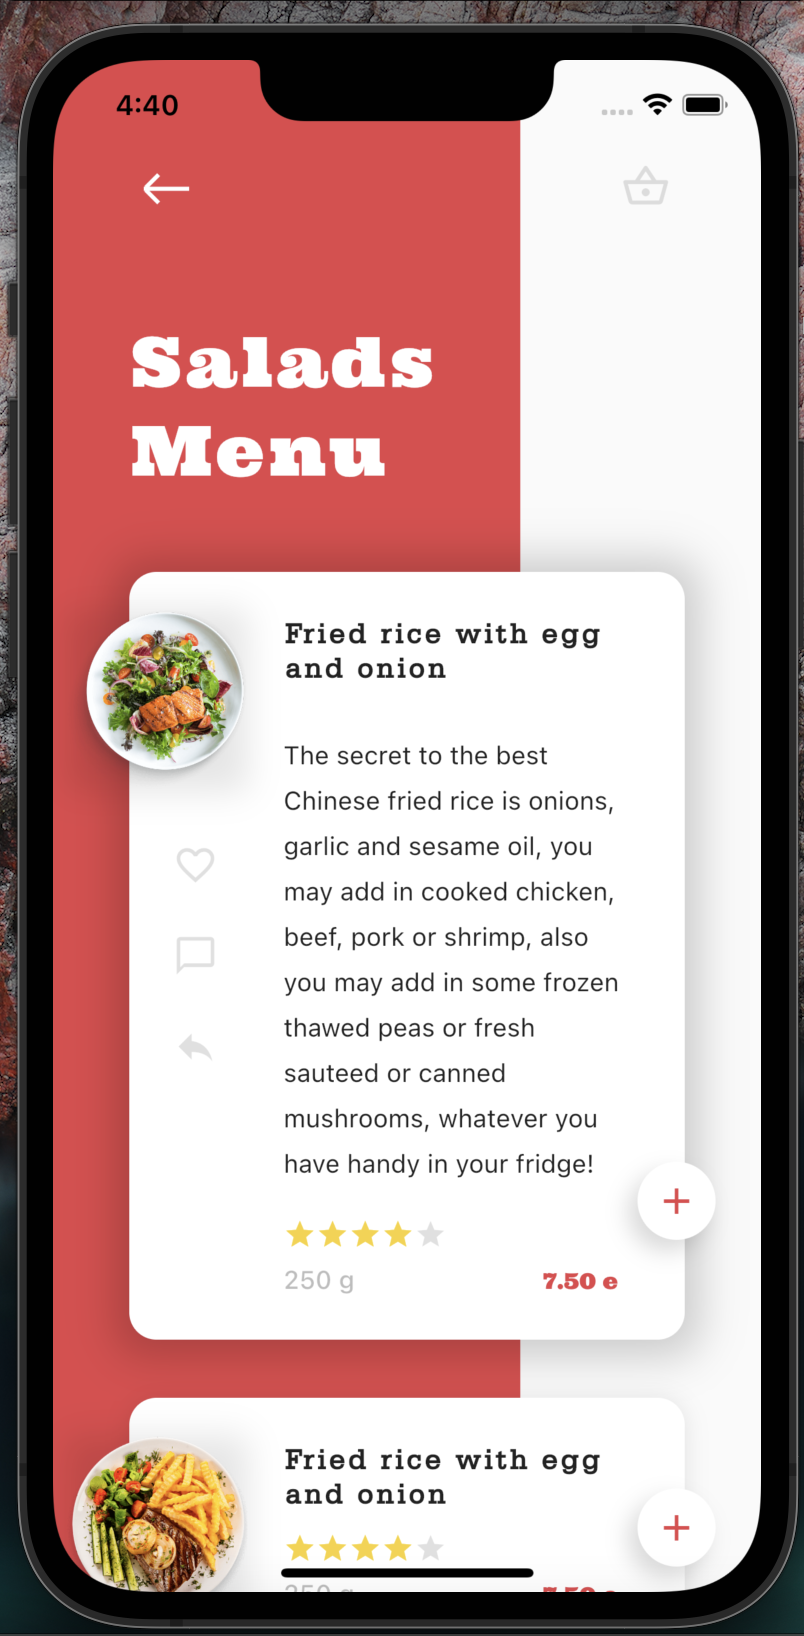 4:40
Salads
Menu
Fried rice with egg
and onion
The secret to the best
Chinese fried rice is onions,
garlic and sesame oil, you
may add in cooked chicken,
beef, pork or shrimp, also
you may add in some frozen
thawed peas or fresh
sauteed or canned
mushrooms, whatever you
have handy in your fridge!
250 g
7.50 e
Fried rice with egg
and onion
250 g
7.50 e